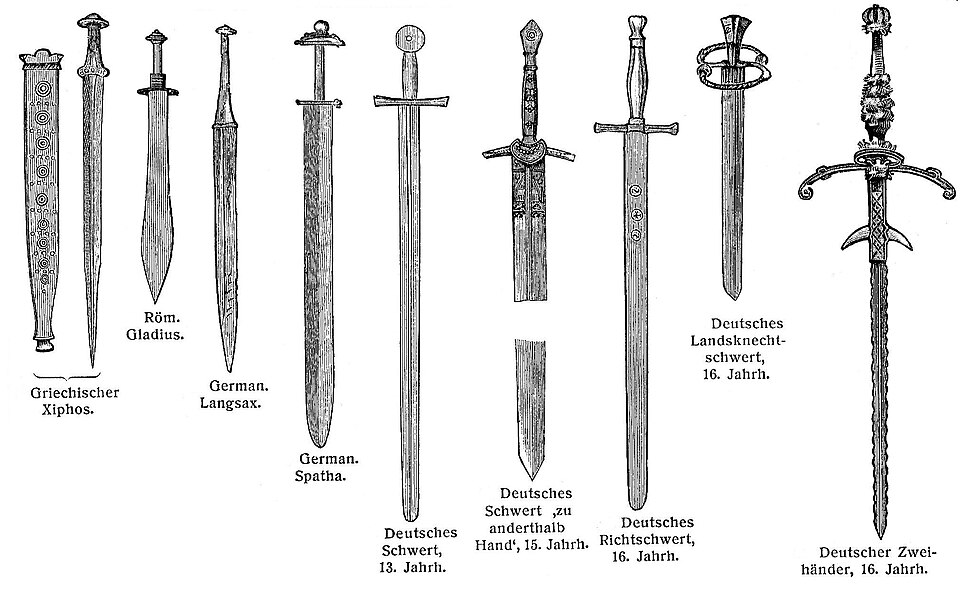 Griechischer
Xiphos.
Röm.
Gladius.
German.
Langsax.
German.
Spatha.
Deutsches
Schwert,
13. Jahrh.
Deutsches
Schwert ‚zu
anderthalb
Hand‘, 15. Jahrh.
Deutsches
Richtschwert,
16. Jahrh.
Deutsches
Landsknecht-
schwert,
16. Jahrh.
Deutscher Zwei-
händer, 16. Jahrh.